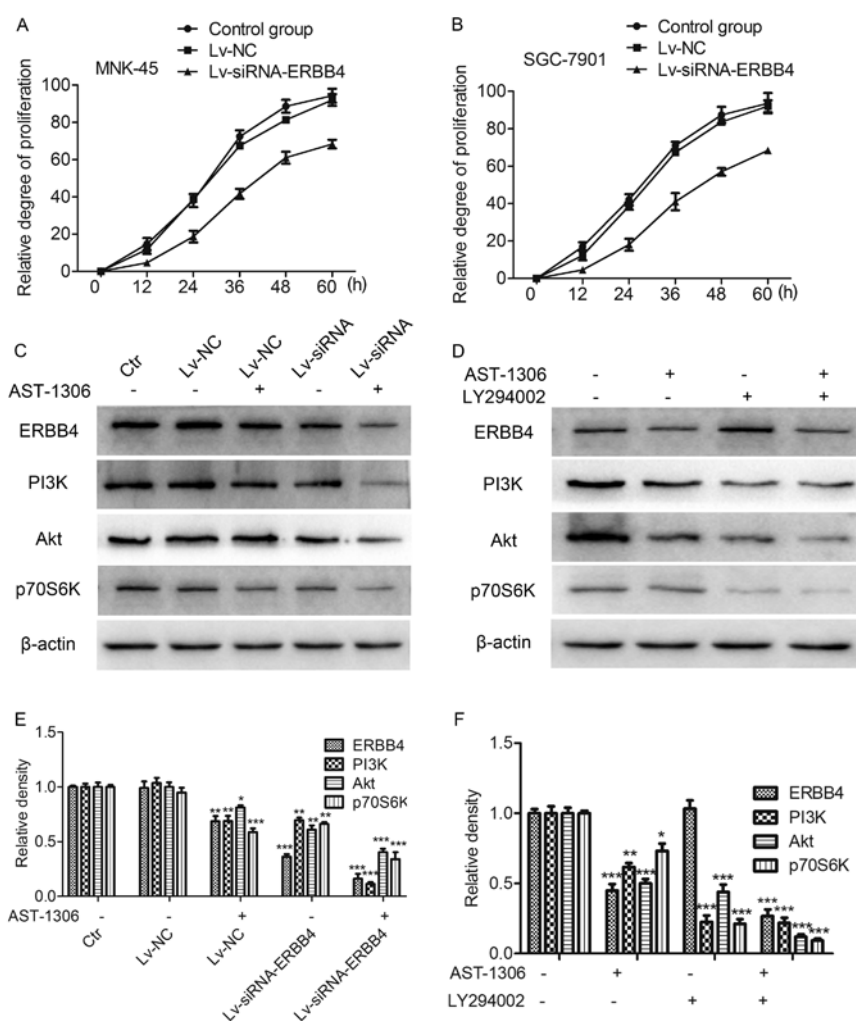 A
MNK-45
Control group
Lv-NC
Lv-siRNA-ERBB4
Relative degree of proliferation
100
80
60
40
20
0
0 12 24 36 48 60 (h)
B
SGC-7901
Control group
Lv-NC
Lv-siRNA-ERBB4
Relative degree of proliferation
100
80
60
40
20
0
0 12 24 36 48 60 (h)
C
Ctr Lv-NC Lv-NC Lv-siRNA Lv-siRNA
AST-1306 - - + - +
ERBB4
PI3K
Akt
p70S6K
β-actin
D
AST-1306 - + - +
LY294002 - - + +
ERBB4
PI3K
Akt
p70S6K
β-actin
E
Relative density
1.5
1.0
0.5
0.0
ERBB4
PI3K
Akt
p70S6K
** ** * ***
*** ** ** **
*** *** *** ***
AST-1306 - - + - +
Ctr Lv-NC Lv-NC Lv-siRNA-ERBB4 Lv-siRNA-ERBB4
F
Relative density
1.5
1.0
0.5
0.0
ERBB4
PI3K
Akt
p70S6K
*** ** *** *
*** *** ***
*** *** *** ***
AST-1306 - + - +
LY294002 - - + +